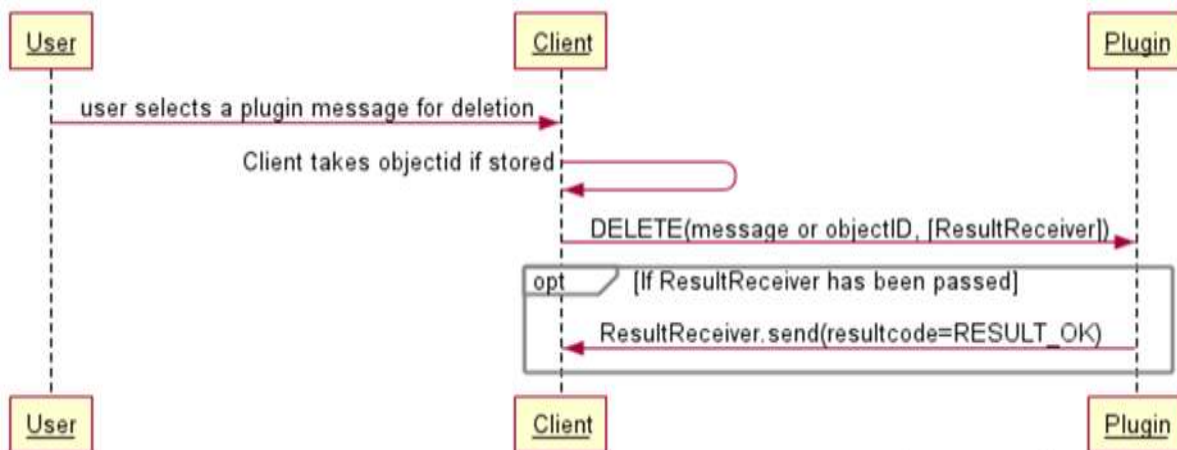 User Client Plugin
user selects a plugin message for deletion
Client takes objectid if stored
DELETE(message or objectID, [ResultReceiver])
opt [If ResultReceiver has been passed]
ResultReceiver.send(resultcode=RESULT_OK)
User Client Plugin